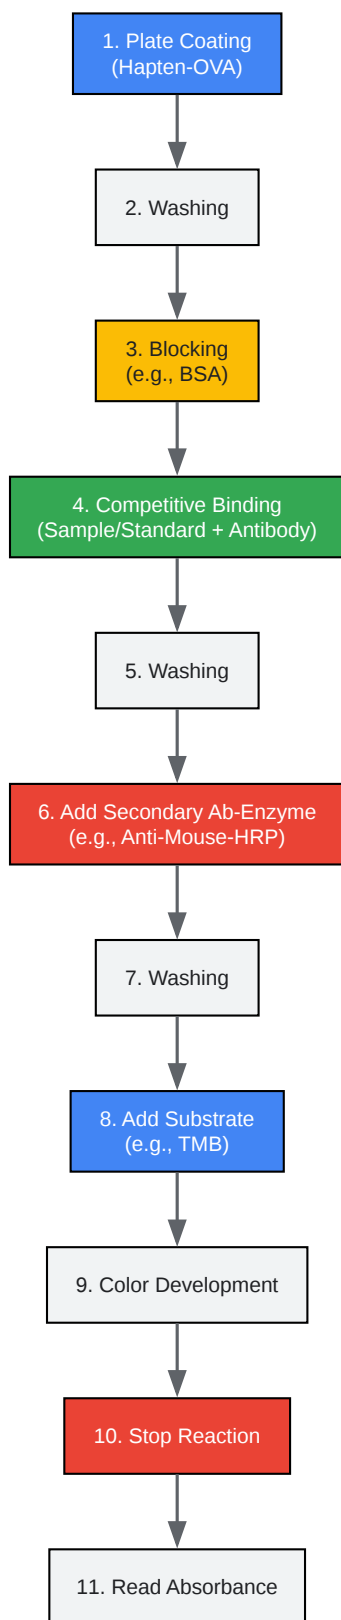 1. Plate Coating
(Hapten-OVA)
2. Washing
3. Blocking
(e.g., BSA)
4. Competitive Binding
(Sample/Standard + Antibody)
5. Washing
6. Add Secondary Ab-Enzyme
(e.g., Anti-Mouse-HRP)
7. Washing
8. Add Substrate
(e.g., TMB)
9. Color Development
10. Stop Reaction
11. Read Absorbance